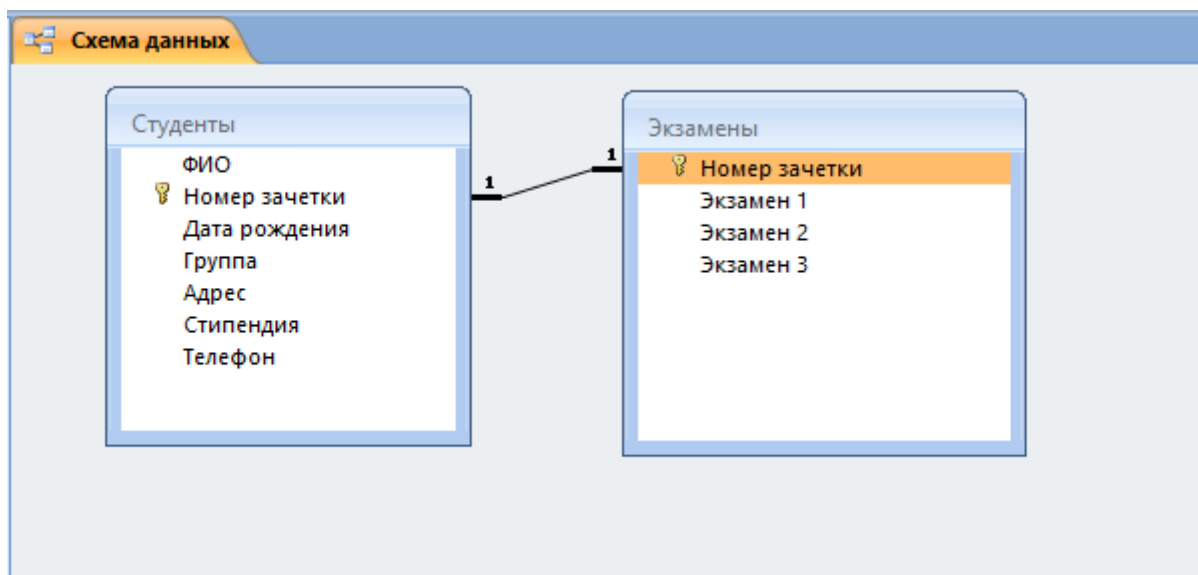 Схема данных
Студенты
ФИО
Номер зачетки
Дата рождения
Группа
Адрес
Стипендия
Телефон
1
1
Экзамены
Номер зачетки
Экзамен 1
Экзамен 2
Экзамен 3